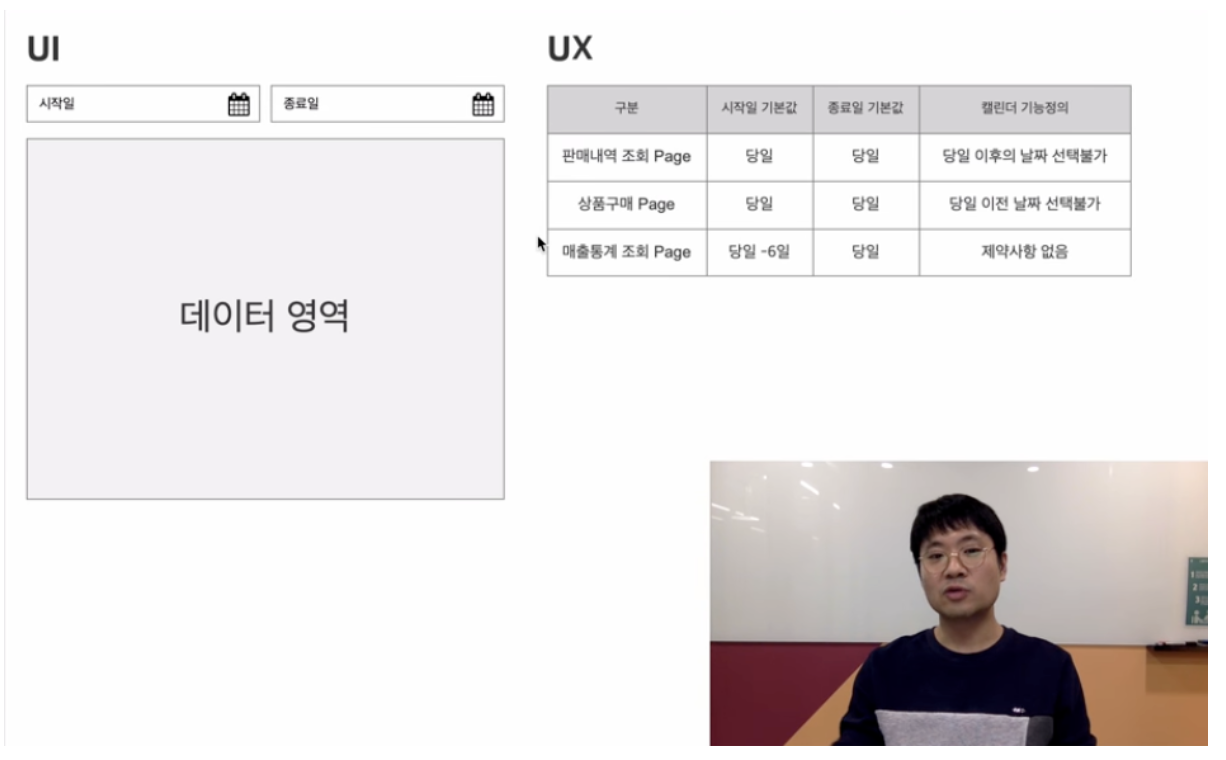 UI
시작일
종료일
데이터 영역
UX
구분 시작일 기본값 종료일 기본값 캘린더 기능정의
판매내역 조회 Page 당일 당일 당일 이후의 날짜 선택불가
상품구매 Page 당일 당일 당일 이전 날짜 선택불가
매출통계 조회 Page 당일 -6일 당일 제약사항 없음